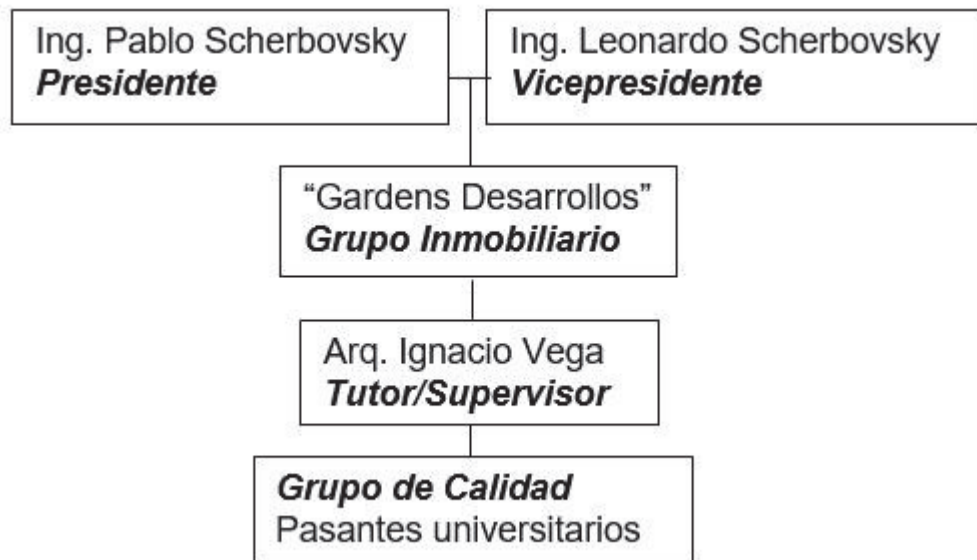 Ing. Pablo Scherbovsky
Presidente
Ing. Leonardo Scherbovsky
Vicepresidente
“Gardens Desarrollos”
Grupo Inmobiliario
Arq. Ignacio Vega
Tutor/Supervisor
Grupo de Calidad
Pasantes universitarios